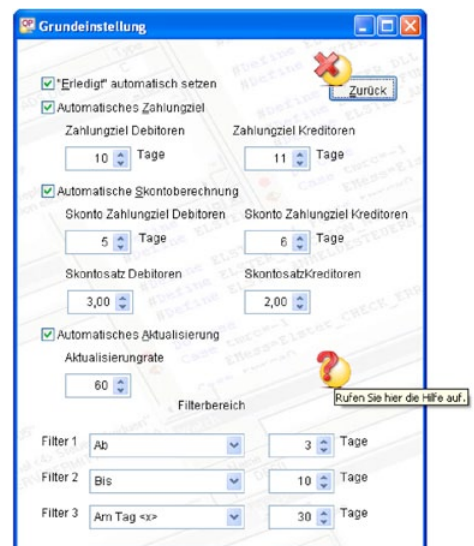 OP Grundeinstellung
"Erledigt" automatisch setzen
Zurück
Automatisches Zahlungziel
Zahlungziel Debitoren Zahlungziel Kreditoren
10 Tage 11 Tage
Automatische Skontoberechnung
Skonto Zahlungziel Debitoren Skonto Zahlungziel Kreditoren
5 Tage 6 Tage
Skontosatz Debitoren SkontosatzKreditoren
3,00 2,00
Automatisches Aktualisierung
Aktualisierungrate
60
Rufen Sie hier die Hilfe auf.
Filterbereich
Filter 1 Ab 3 Tage
Filter 2 Bis 10 Tage
Filter 3 Am Tag <x> 30 Tage